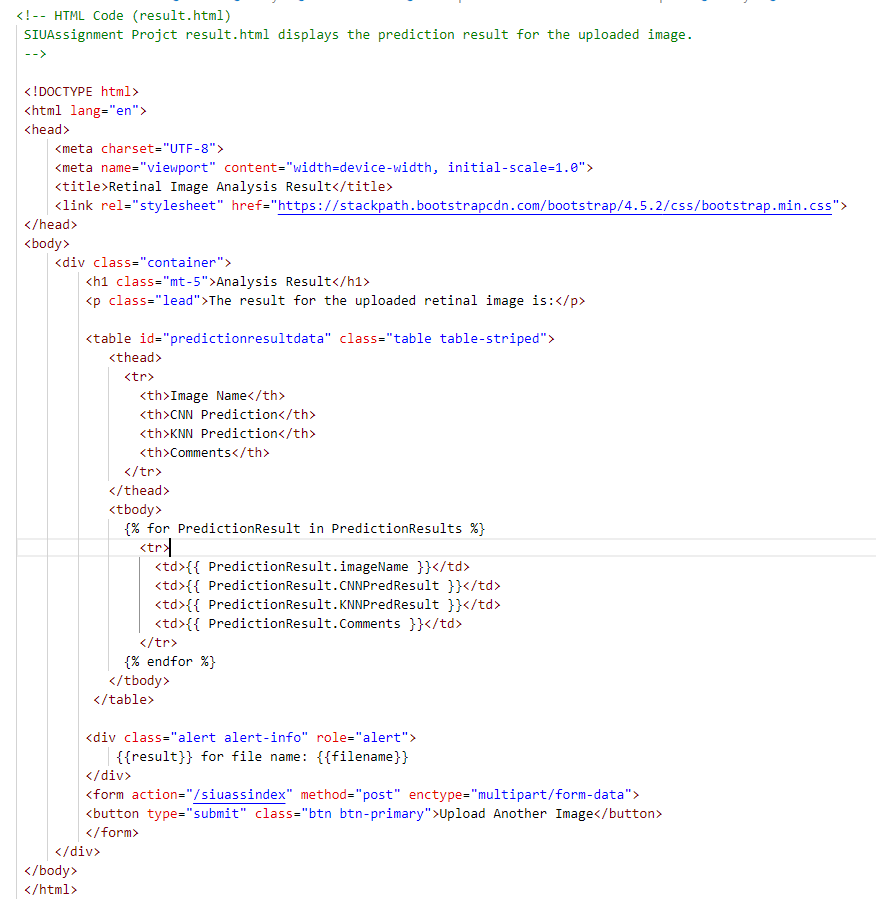 <!-- HTML Code (result.html)
SIUAssignment Projct result.html displays the prediction result for the uploaded image.
-->
<!DOCTYPE html>
<html lang="en">
<head>
<meta charset="UTF-8">
<meta name="viewport" content="width=device-width, initial-scale=1.0">
<title>Retinal Image Analysis Result</title>
<link rel="stylesheet" href="https://stackpath.bootstrapcdn.com/bootstrap/4.5.2/css/bootstrap.min.css">
</head>
<body>
<div class="container">
<h1 class="mt-5">Analysis Result</h1>
<p class="lead">The result for the uploaded retinal image is:</p>
<table id="predictionresultdata" class="table table-striped">
<thead>
<tr>
<th>Image Name</th>
<th>CNN Prediction</th>
<th>KNN Prediction</th>
<th>Comments</th>
</tr>
</thead>
<tbody>
{% for PredictionResult in PredictionResults %}
<tr>
<td>{{ PredictionResult.imageName }}</td>
<td>{{ PredictionResult.CNNPredResult }}</td>
<td>{{ PredictionResult.KNNPredResult }}</td>
<td>{{ PredictionResult.Comments }}</td>
</tr>
{% endfor %}
</tbody>
</table>
<div class="alert alert-info" role="alert">
{{result}} for file name: {{filename}}
</div>
<form action="/siuassindex" method="post" enctype="multipart/form-data">
<button type="submit" class="btn btn-primary">Upload Another Image</button>
</form>
</div>
</body>
</html>